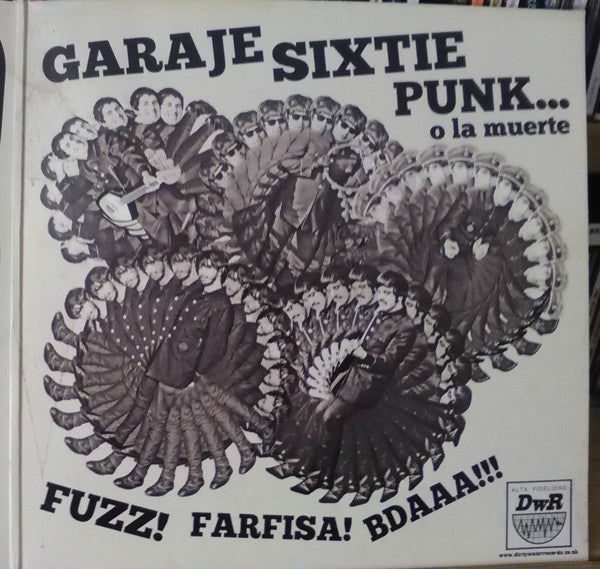 GARAJE SIXTIE
PUNK...
o la muerte
FUZZ! FARFISA! BDAAA!!!
ALTA FIDELIDAD
DWR
www.dirtywaterrecords.co.uk